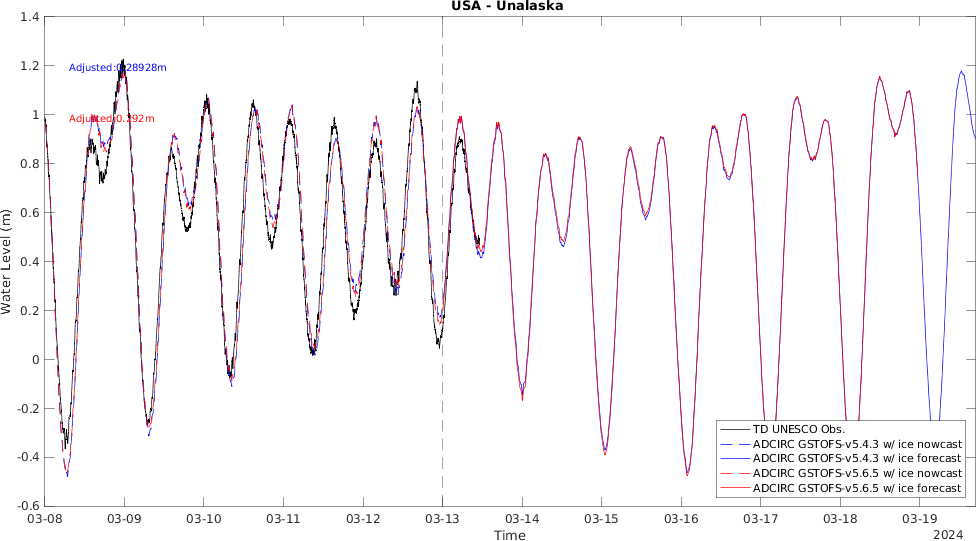 USA - Unalaska
1.4
1.2
1
0.8
0.6
0.4
0.2
0
-0.2
-0.4
-0.6
Water Level (m)
Adjusted:0.28928m
Adjusted:0.292m
TD UNESCO Obs.
ADCIRC GSTOFS-v5.4.3 w/ ice nowcast
ADCIRC GSTOFS-v5.4.3 w/ ice forecast
ADCIRC GSTOFS-v5.6.5 w/ ice nowcast
ADCIRC GSTOFS-v5.6.5 w/ ice forecast
03-08 03-09 03-10 03-11 03-12 03-13 03-14 03-15 03-16 03-17 03-18 03-19
Time
2024